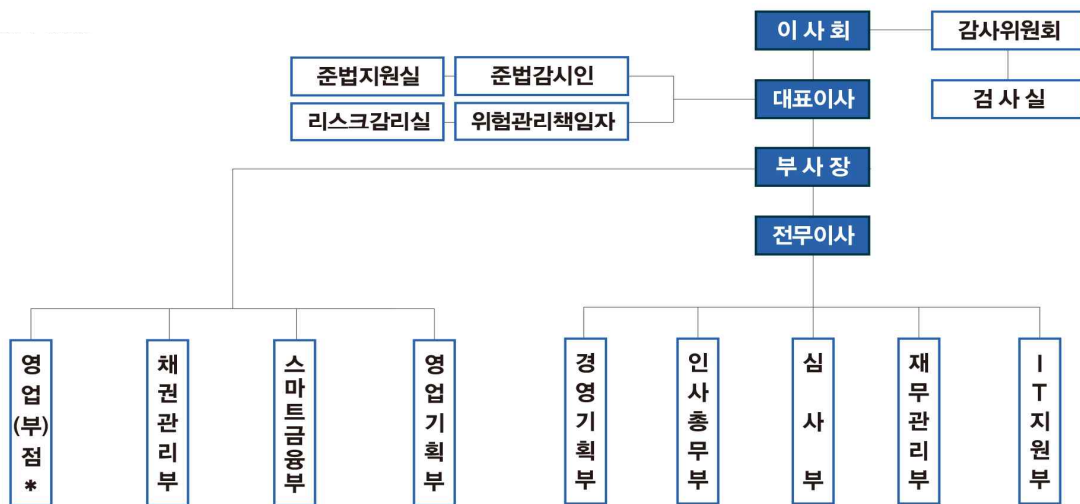 이 사 회
감사위원회
준법지원실
준법감시인
대표이사
검 사 실
리스크감리실
위험관리책임자
부 사 장
전무이사
영업(부)점*
채권관리부
스마트금융부
영업기획부
경영기획부
인사총무부
심사부
재무관리부
IT지원부